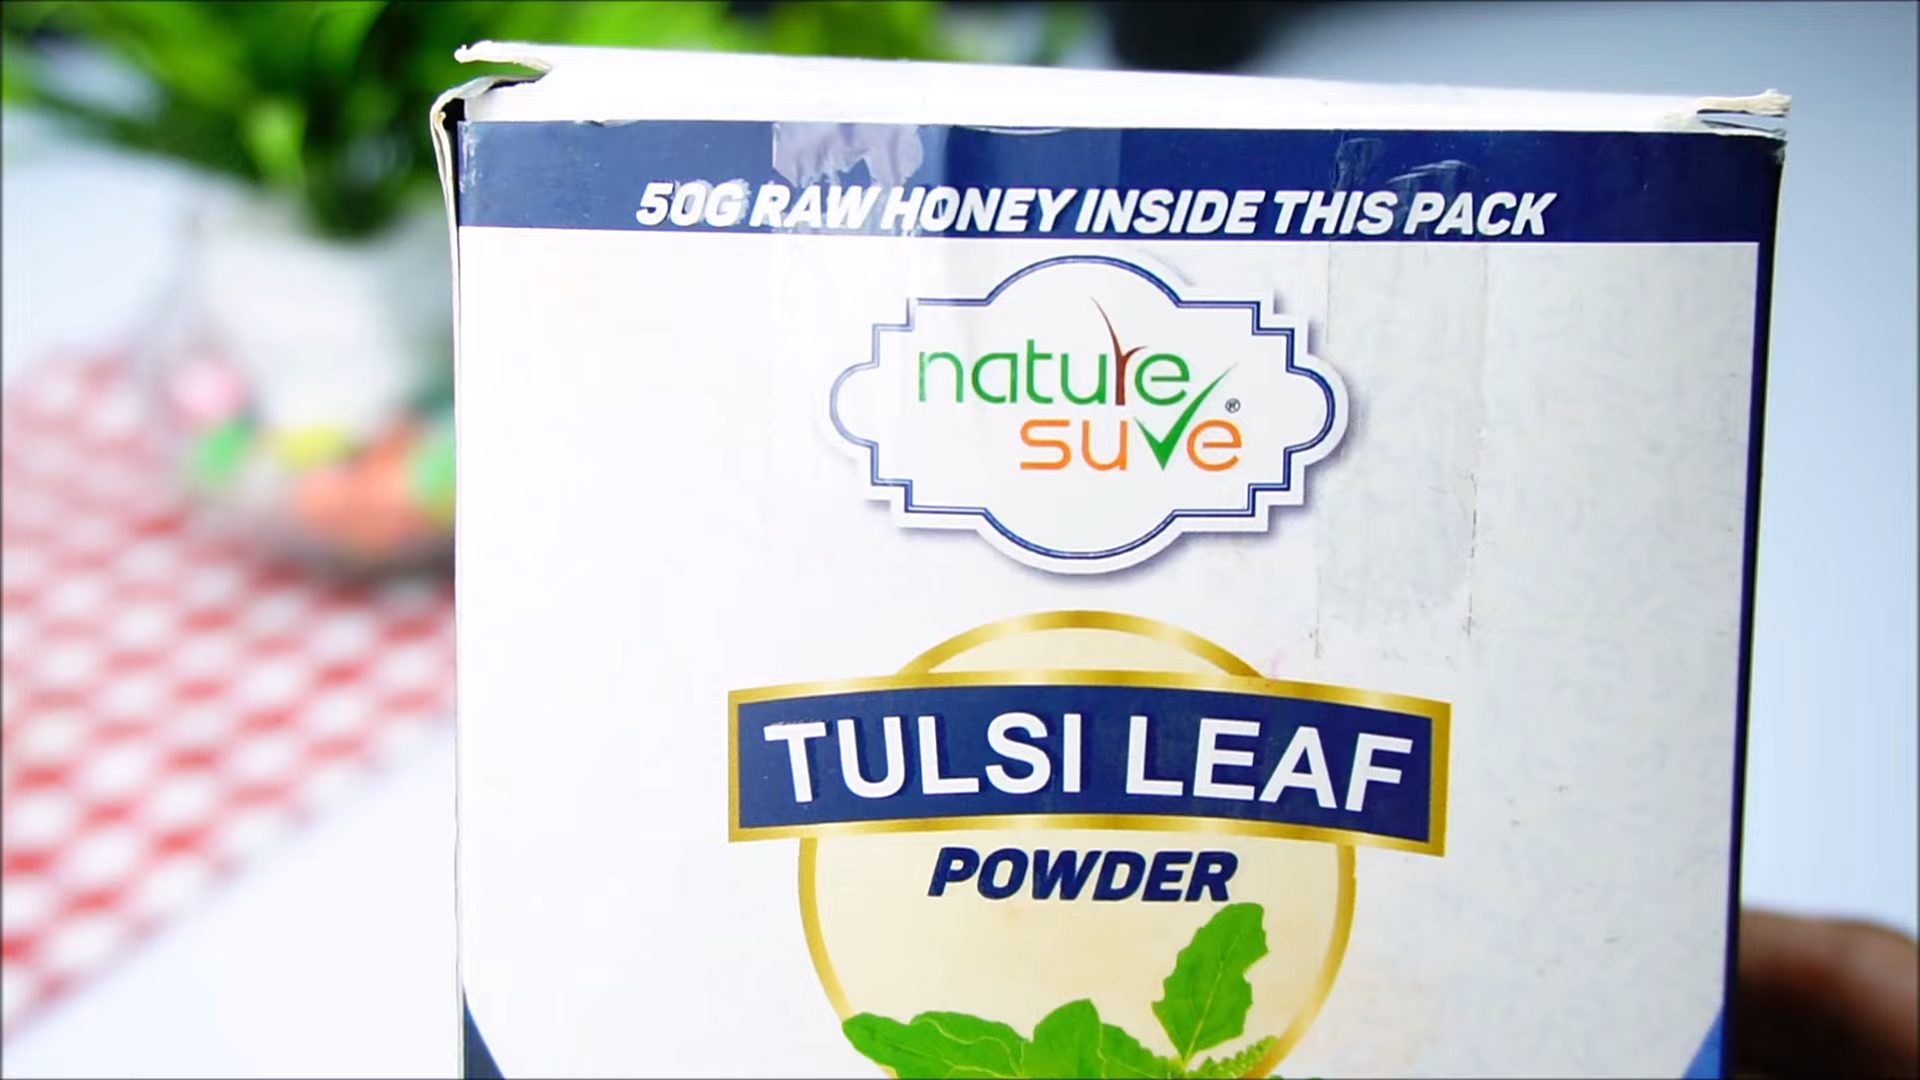 50G RAW HONEY INSIDE THIS PACK
nature
suve®
TULSI LEAF
POWDER